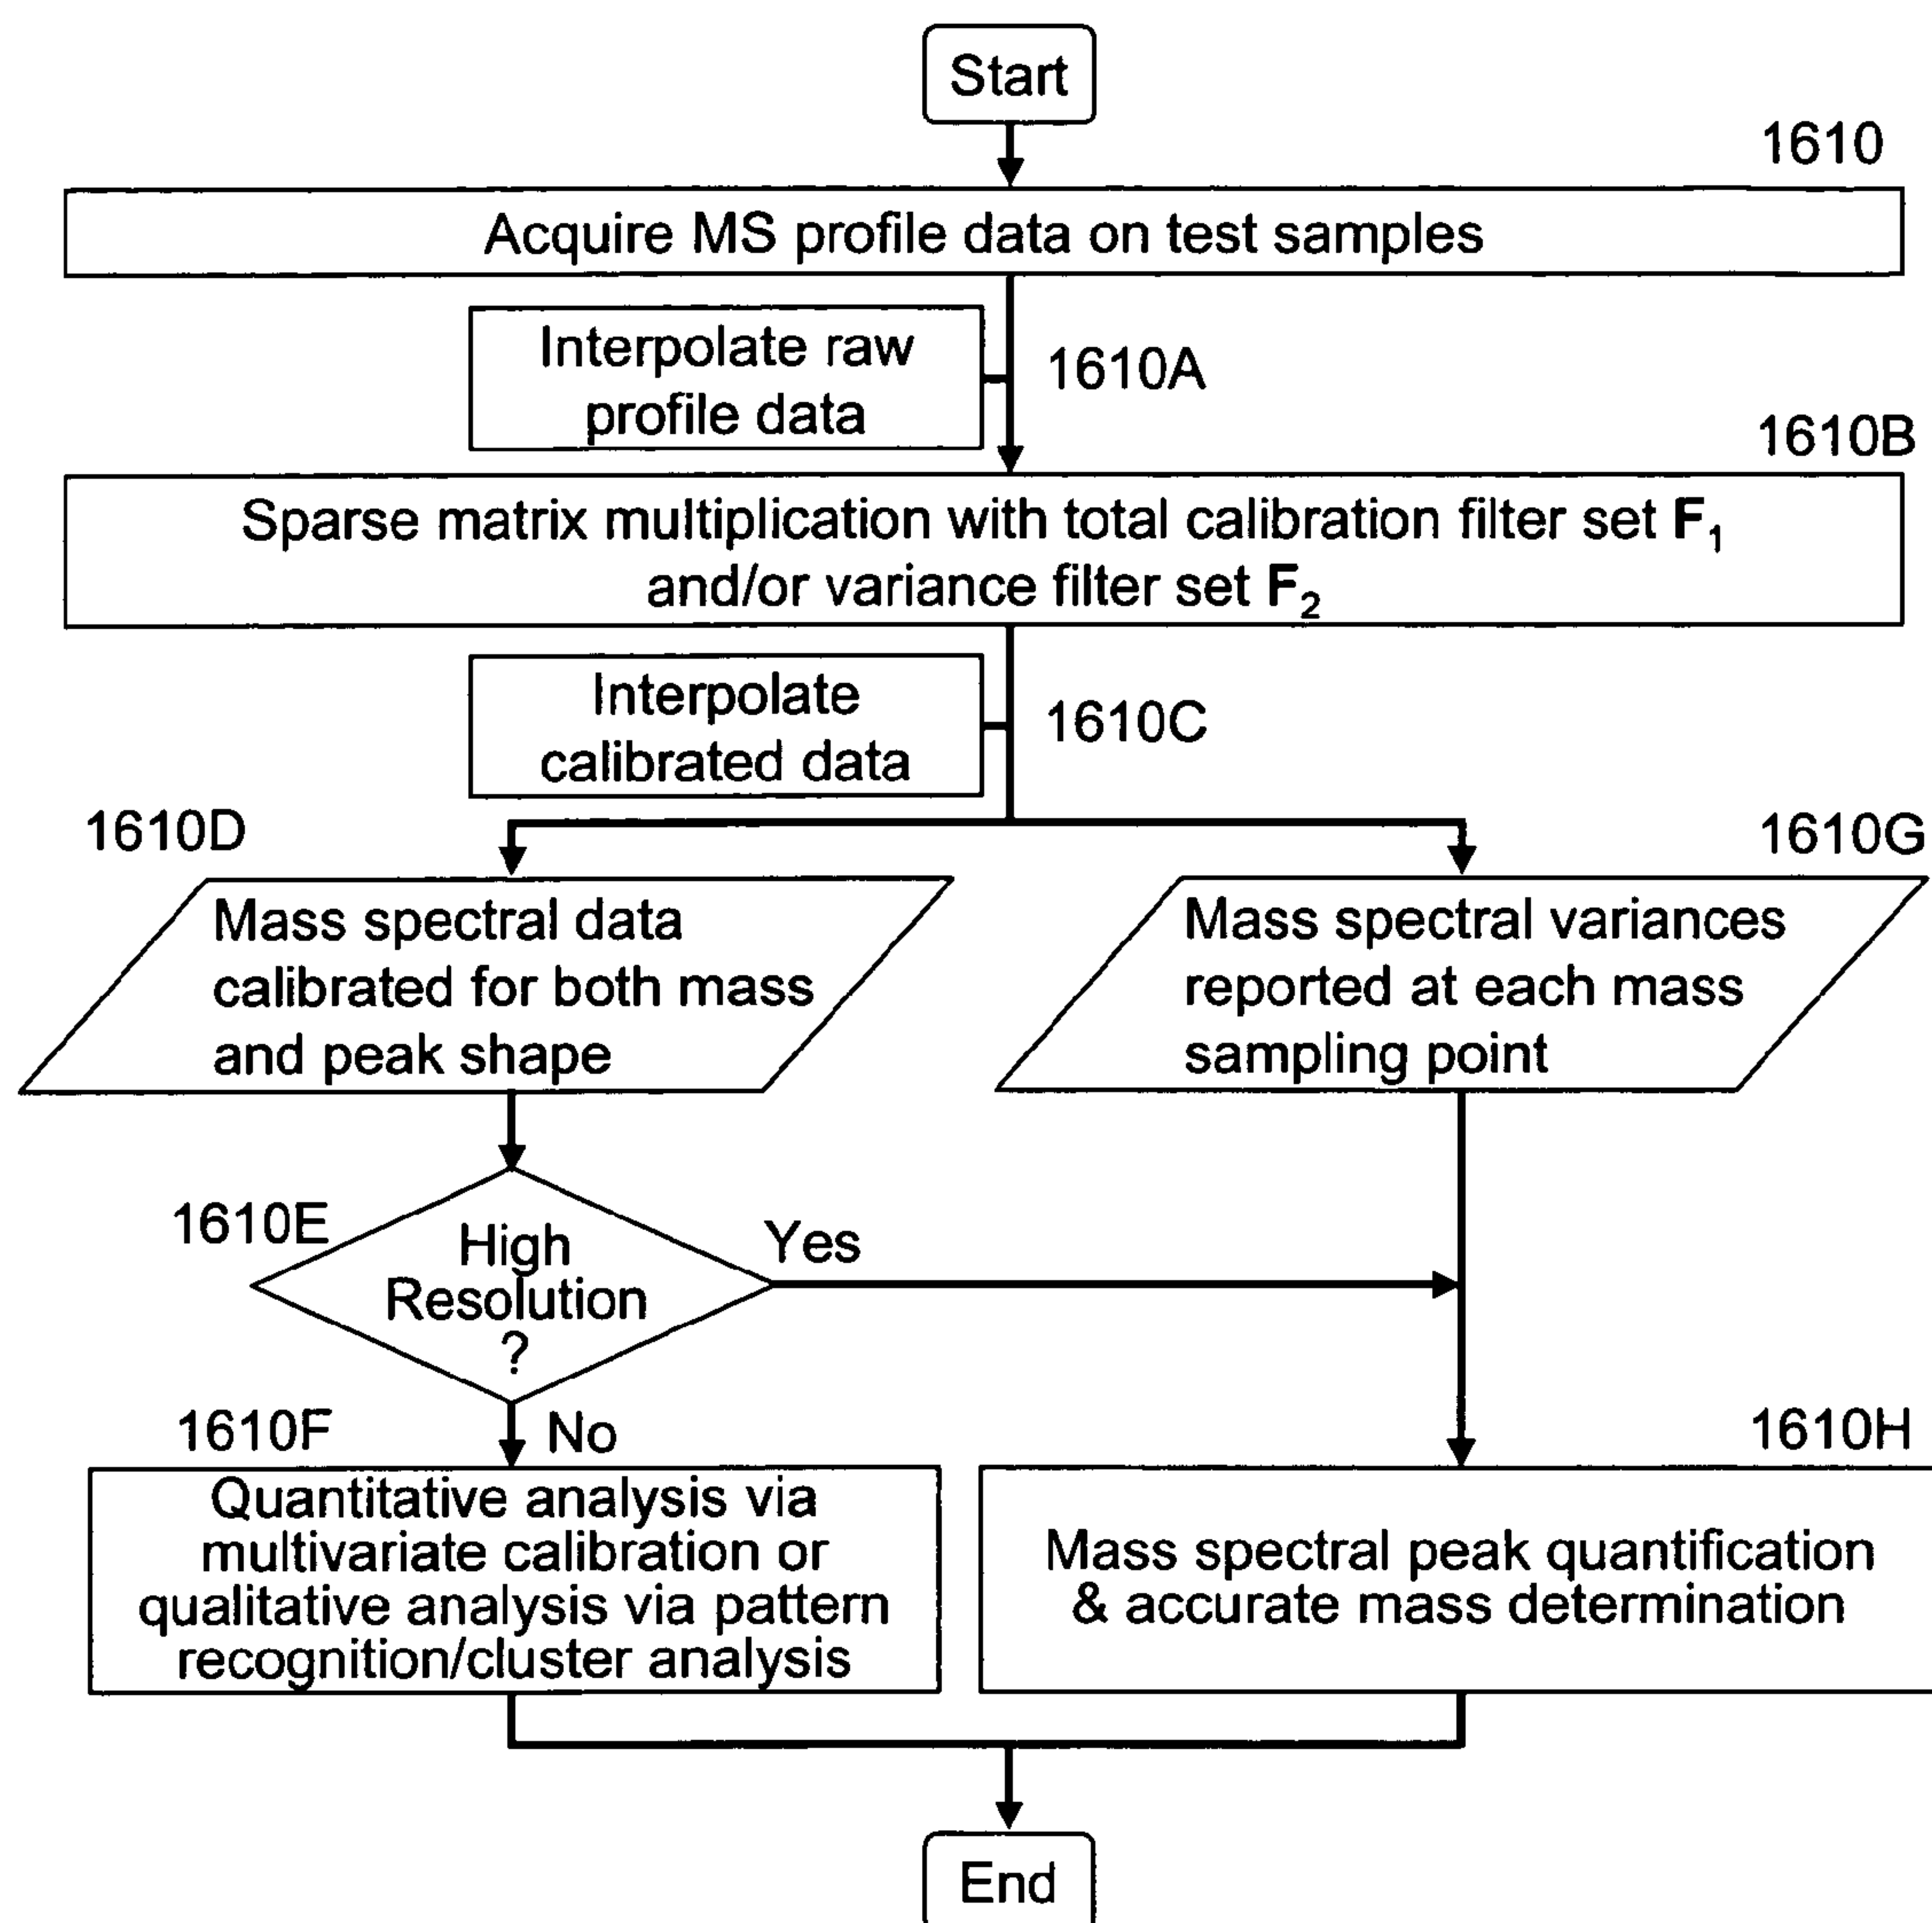 Start
1610
Acquire MS profile data on test samples
Interpolate raw
profile data
1610A
1610B
Sparse matrix multiplication with total calibration filter set F₁
and/or variance filter set F₂
Interpolate
calibrated data
1610C
1610D
1610G
Mass spectral data
calibrated for both mass
and peak shape
Mass spectral variances
reported at each mass
sampling point
1610E
High
Resolution
?
Yes
No
1610F
Quantitative analysis via
multivariate calibration or
qualitative analysis via pattern
recognition/cluster analysis
1610H
Mass spectral peak quantification
& accurate mass determination
End